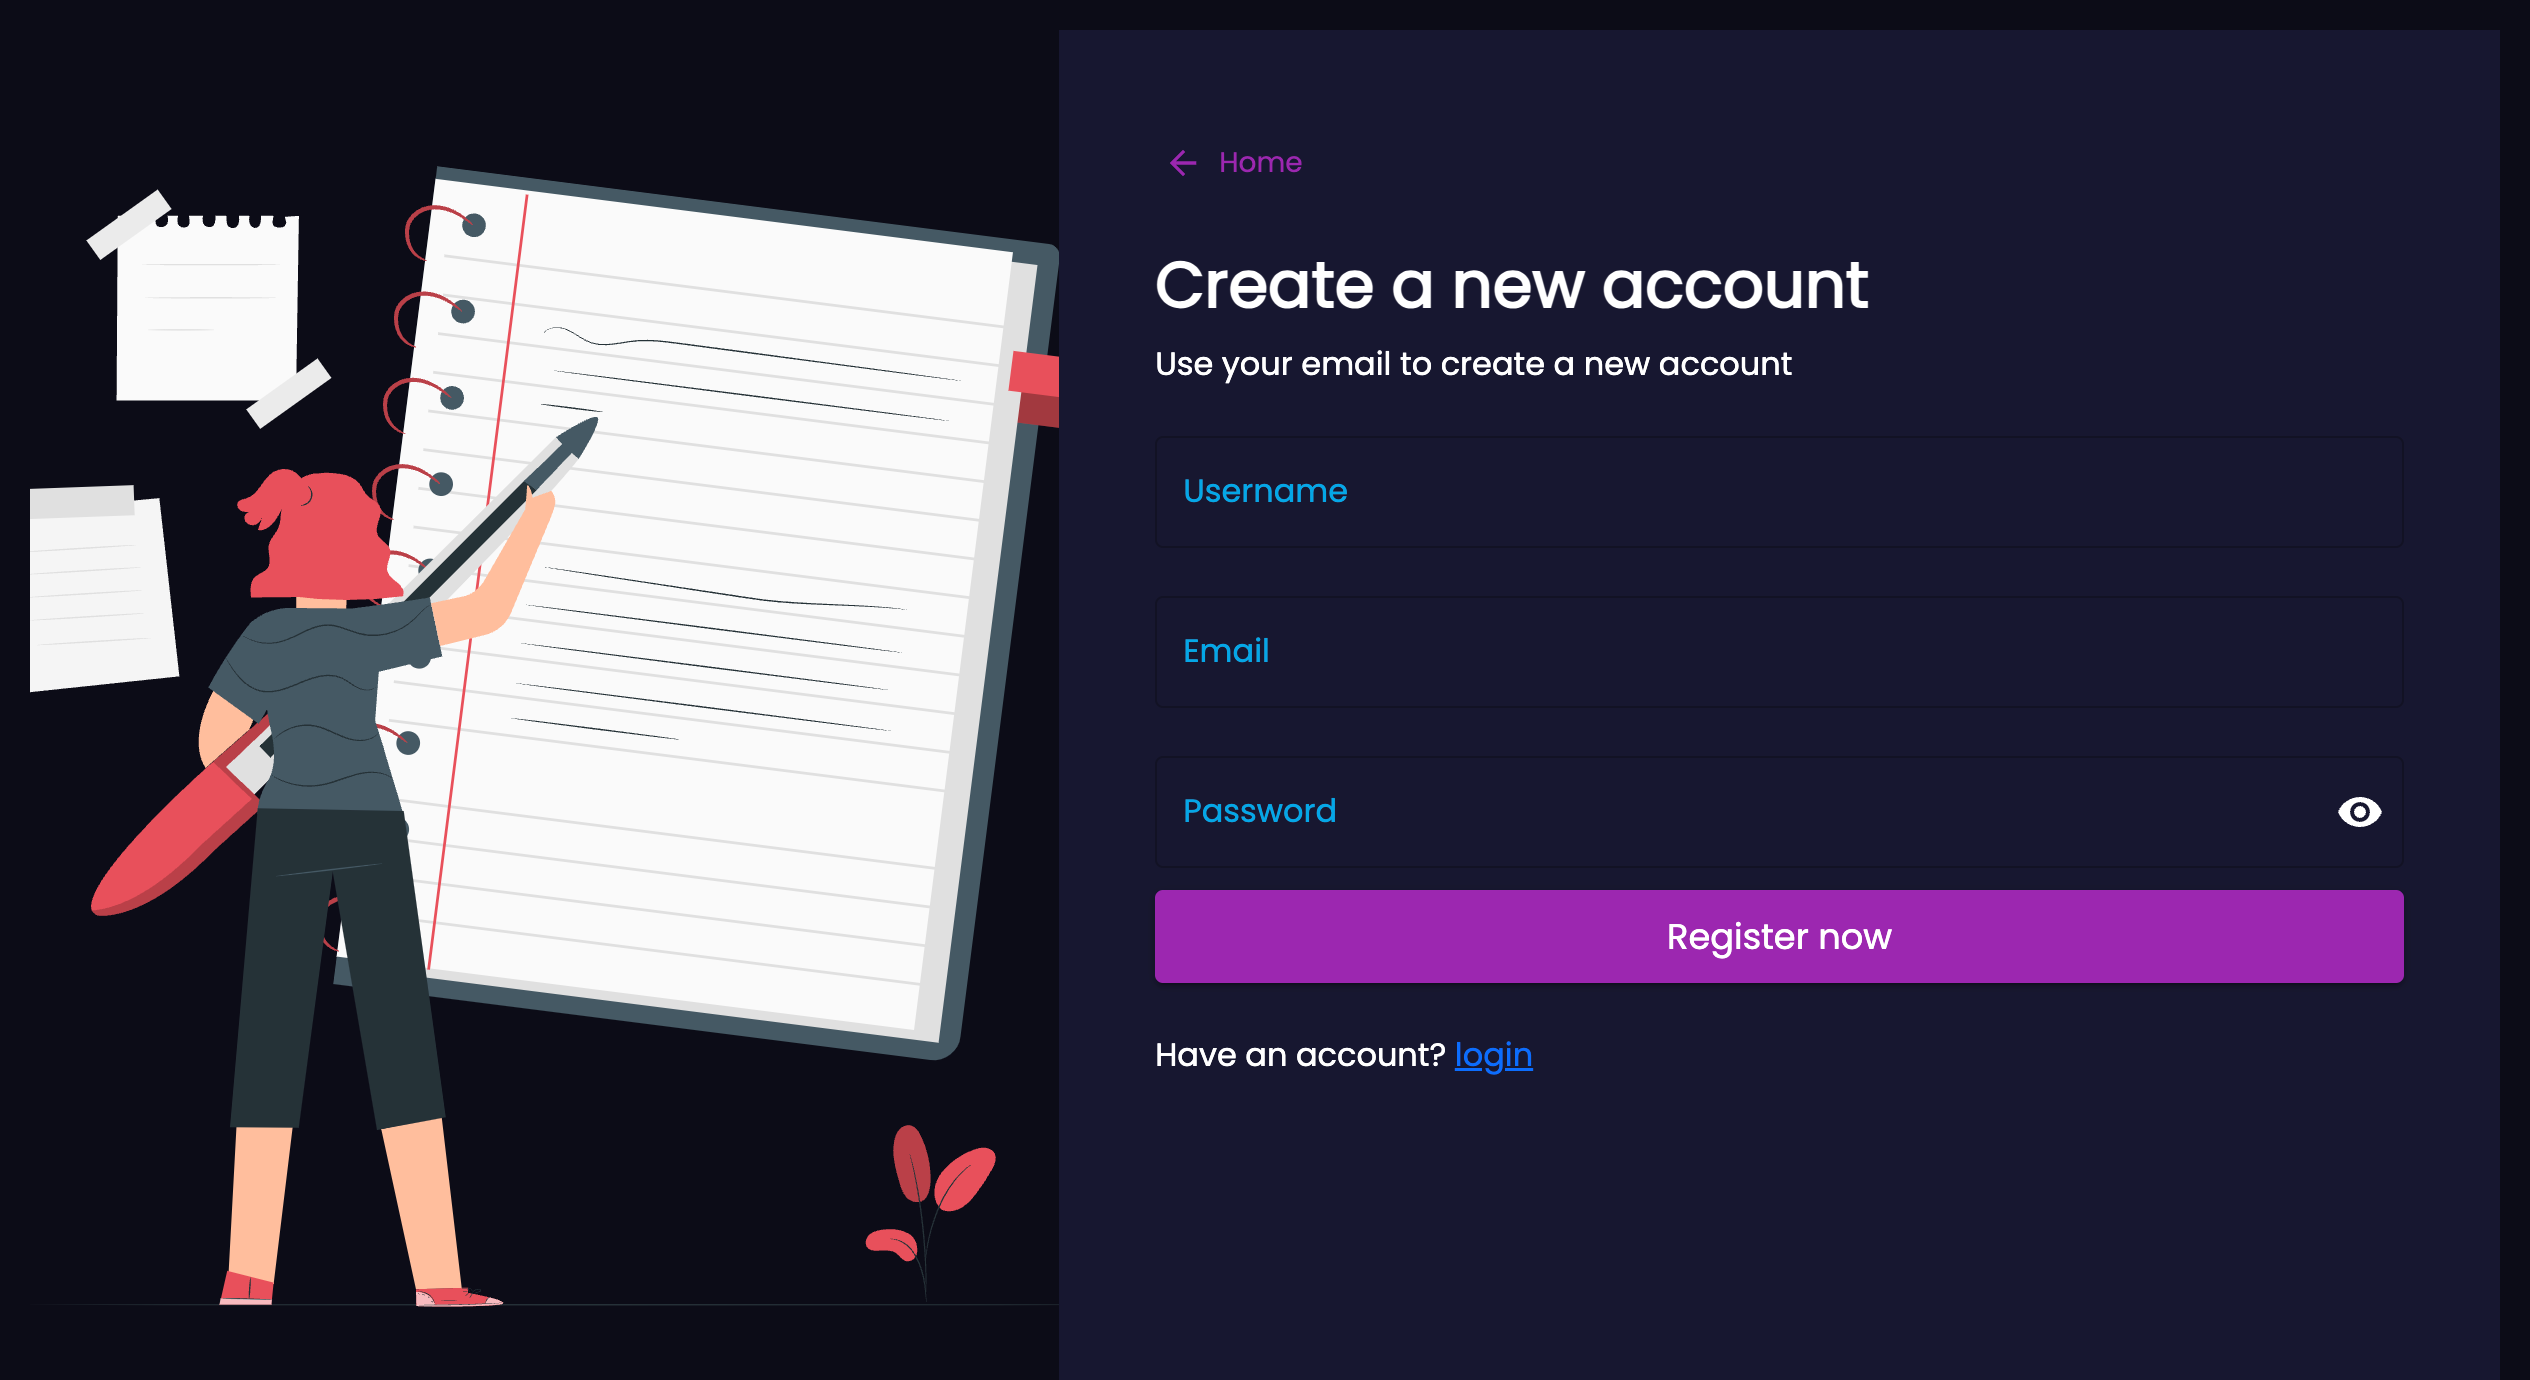 Home
Create a new account
Use your email to create a new account
Username
Email
Password
Register now
Have an account? login